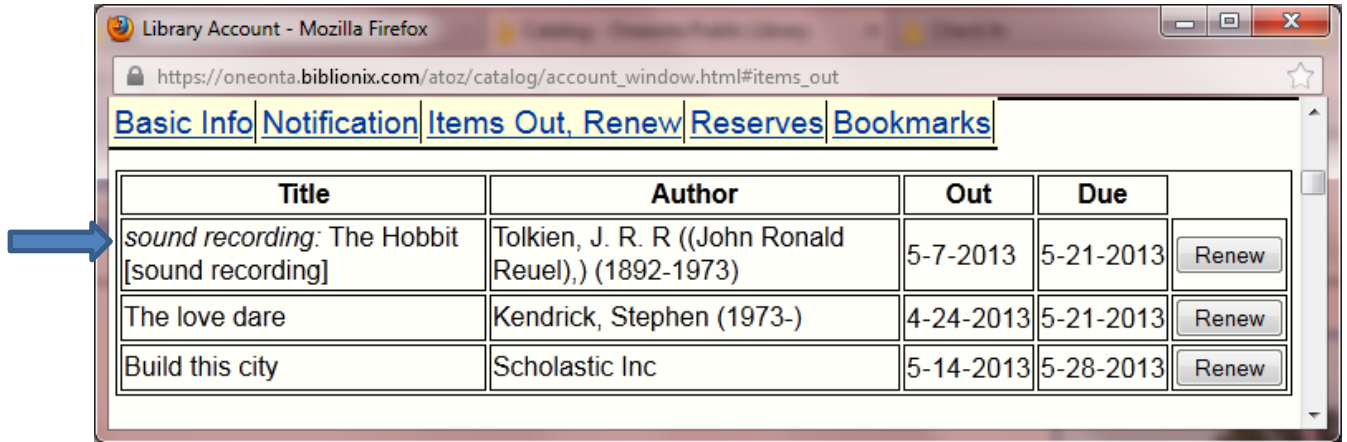 Library Account - Mozilla Firefox
https://oneonta.biblionix.com/atoz/catalog/account_window.html#items_out
Basic Info Notification Items Out, Renew Reserves Bookmarks
Title Author Out Due
sound recording: The Hobbit [sound recording] Tolkien, J. R. R ((John Ronald Reuel),) (1892-1973) 5-7-2013 5-21-2013 Renew
The love dare Kendrick, Stephen (1973-) 4-24-2013 5-21-2013 Renew
Build this city Scholastic Inc 5-14-2013 5-28-2013 Renew